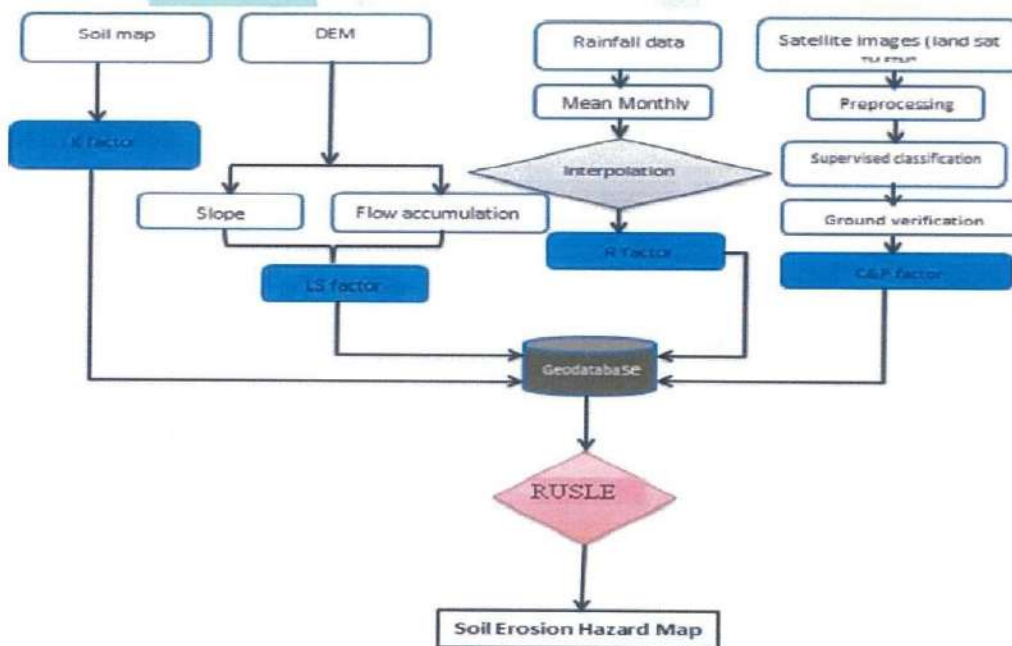 Soil map
DEM
Rainfall data
Satellite images (land sat
Mean Monthly
Preprocessing
K factor
Interpolation
Supervised classification
Slope
Flow accumulation
Ground verification
R factor
LS factor
C&P factor
Geodatabase
RUSLE
Soil Erosion Hazard Map